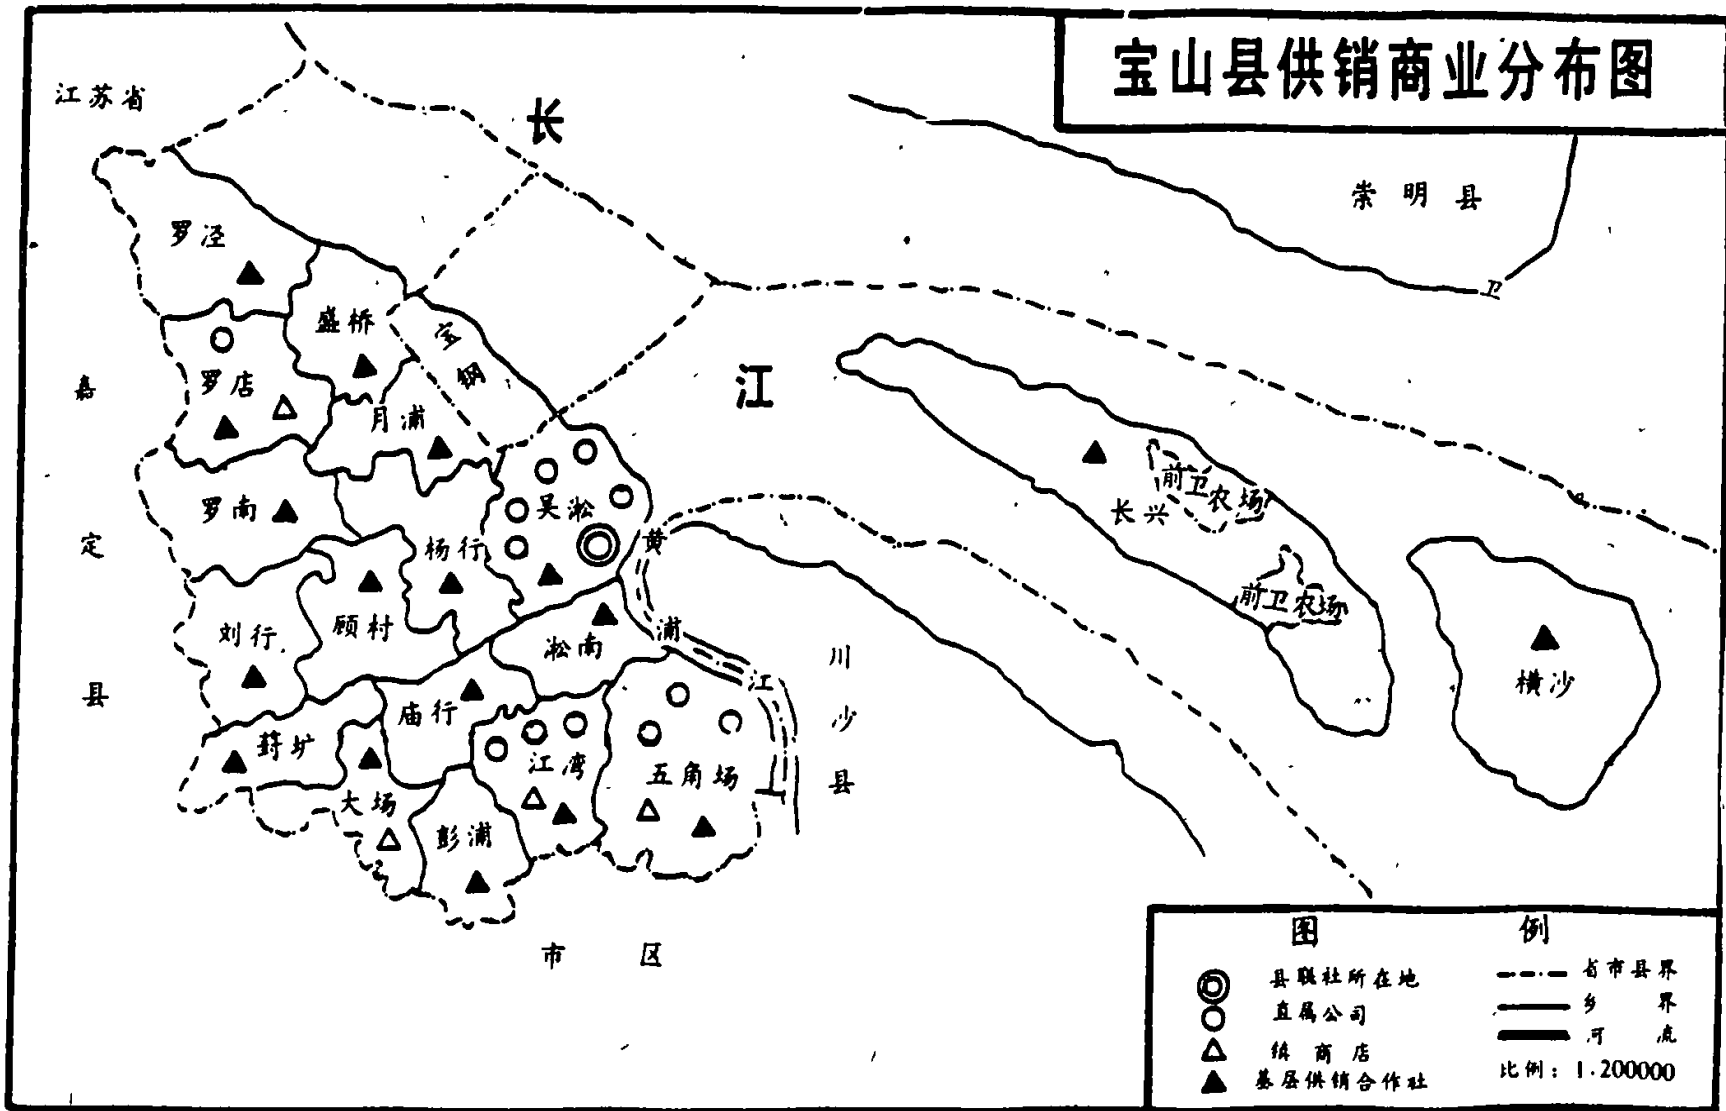 宝山县供销商业分布图
江苏省
长
崇明县
罗泾
卫
盛桥
宝钢
江
嘉定县
罗店
月浦
前卫农场
罗南
吴淞
长兴
黄浦江
杨行
前卫农场
刘行
顾村
淞南
川沙县
横沙
庙行
葑圹
江湾
五角场
大场
彭浦
市区
图例
县联社所在地
直属公司
镇商店
基层供销合作社
省市县界
乡界
河流
比例：1.200000